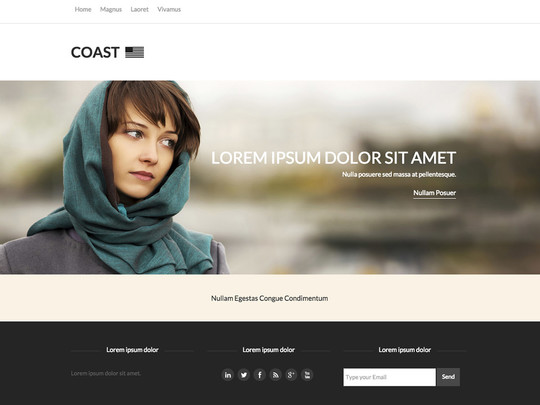 Home Magnus Laoret Vivamus
COAST
LOREM IPSUM DOLOR SIT AMET
Nulla posuere sed massa at pellentesque.
Nullam Posuer
Nullam Egestas Congue Condimentum
Lorem ipsum dolor Lorem ipsum dolor Lorem ipsum dolor
Lorem ipsum dolor sit amet.
Type your Email Send